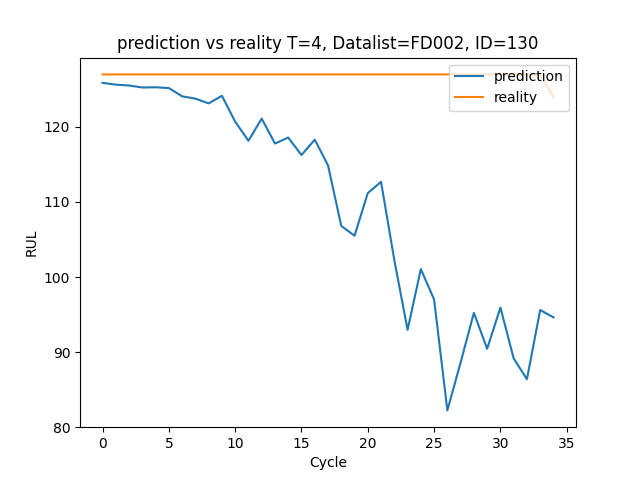 prediction vs reality T=4, Datalist=FD002, ID=130
prediction
reality
120
110
100
90
80
RUL
0 5 10 15 20 25 30 35
Cycle